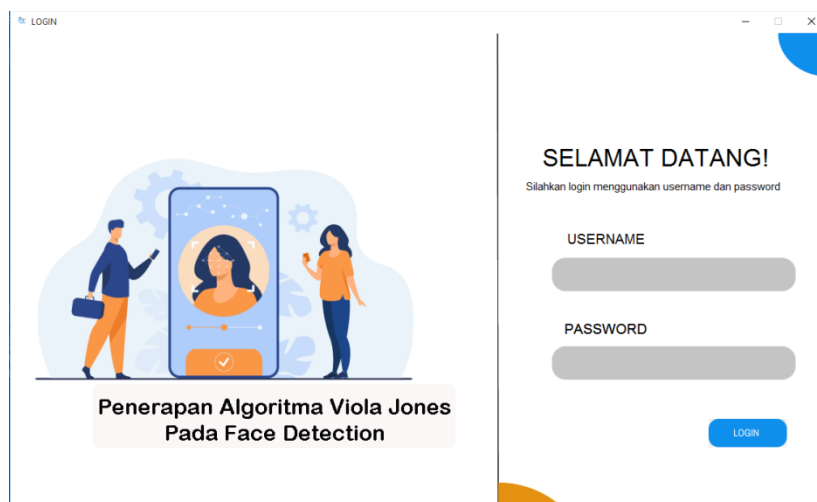 LOGIN
Penerapan Algoritma Viola Jones
Pada Face Detection
SELAMAT DATANG!
Silahkan login menggunakan username dan password
USERNAME
PASSWORD
LOGIN